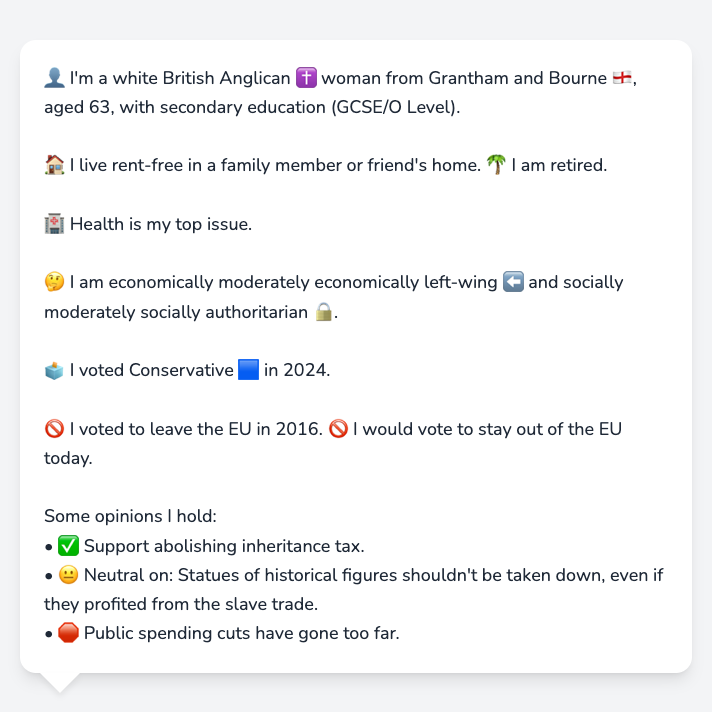 👤 I'm a white British Anglican ✝️ woman from Grantham and Bourne 🏴󠁧󠁢󠁥󠁮󠁧󠁿,
aged 63, with secondary education (GCSE/O Level).
🏠 I live rent-free in a family member or friend's home. 🌴 I am retired.
🏥 Health is my top issue.
🤔 I am economically moderately economically left-wing ⬅️ and socially
moderately socially authoritarian 🔒.
🗳️ I voted Conservative 🟦 in 2024.
🚫 I voted to leave the EU in 2016. 🚫 I would vote to stay out of the EU
today.
Some opinions I hold:
• ✅ Support abolishing inheritance tax.
• 😐 Neutral on: Statues of historical figures shouldn't be taken down, even if
they profited from the slave trade.
• 🛑 Public spending cuts have gone too far.